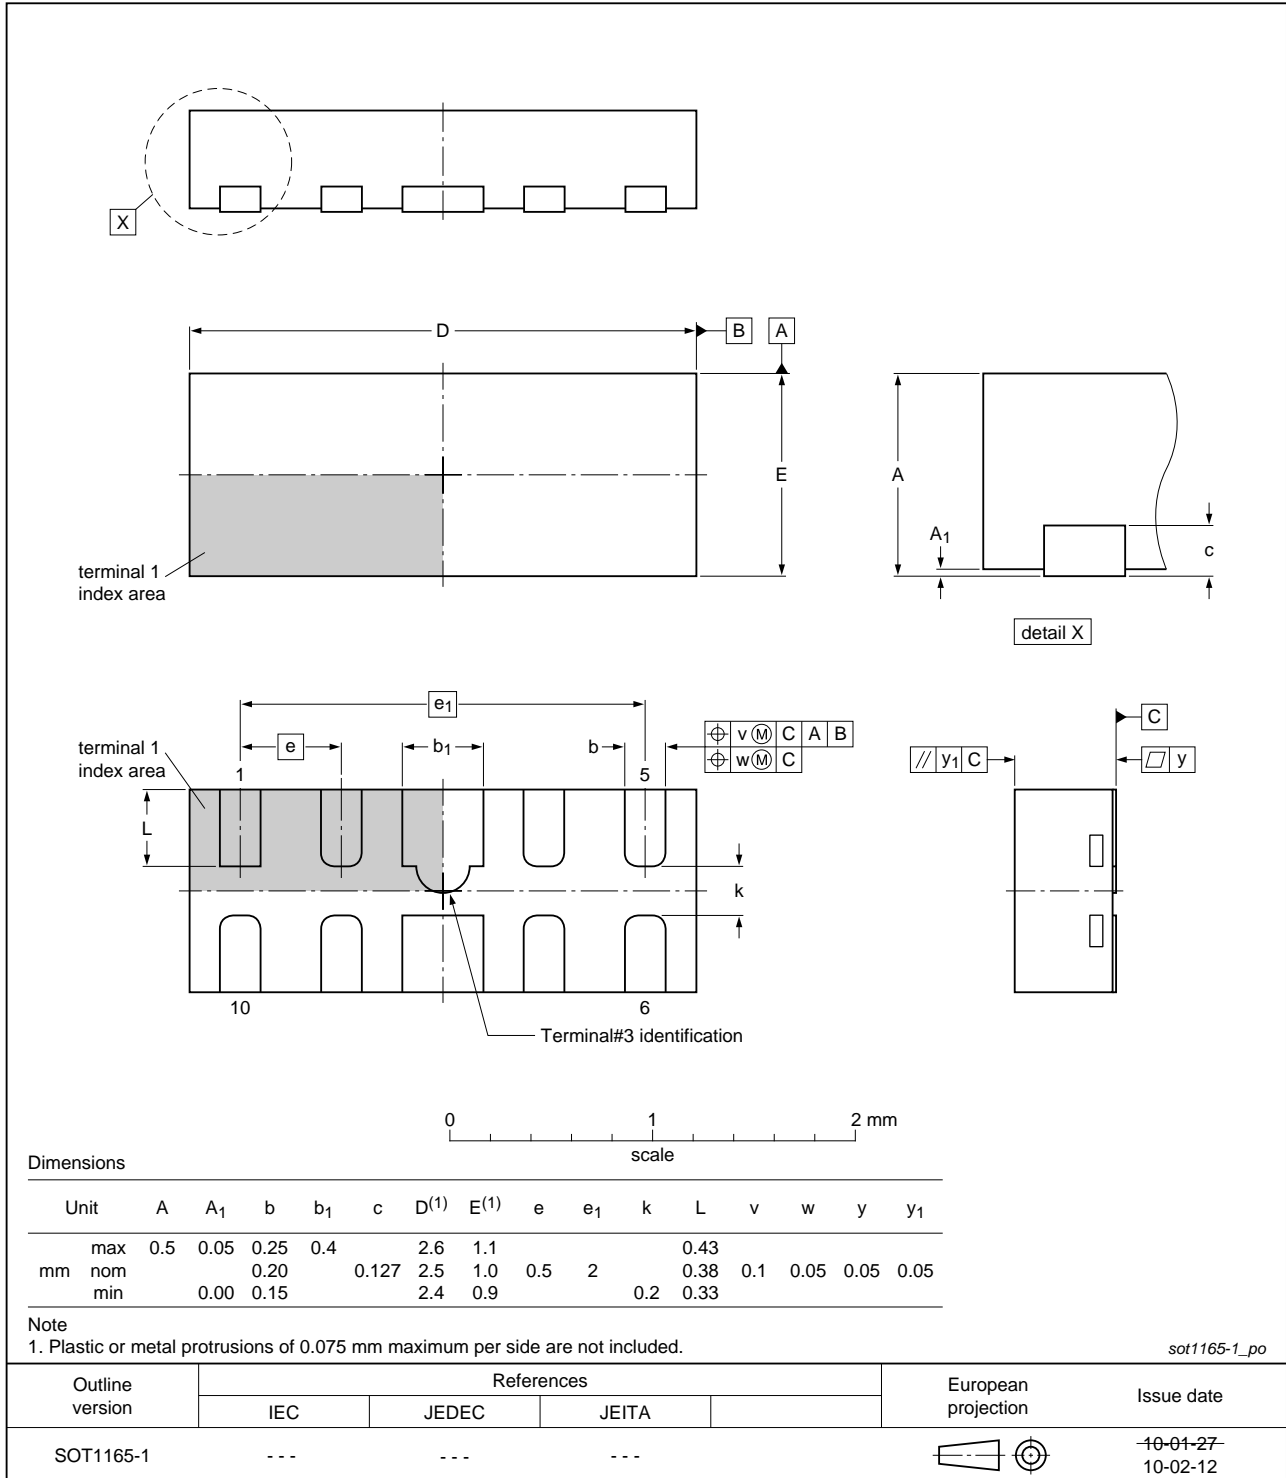 X
D
B A
E
A
A1
c
terminal 1
index area
detail X
e1
C
v M C A B
w M C
e
b1
b
terminal 1
index area
// y1 C
y
1
5
L
k
10
6
Terminal#3 identification
0 1 2 mm
scale
Dimensions
Unit A A1 b b1 c D(1) E(1) e e1 k L v w y y1
max 0.5 0.05 0.25 0.4 2.6 1.1 0.43
mm nom 0.20 0.127 2.5 1.0 0.5 2 0.38 0.1 0.05 0.05 0.05
min 0.00 0.15 2.4 0.9 0.2 0.33
Note
1. Plastic or metal protrusions of 0.075 mm maximum per side are not included.
sot1165-1_po
Outline version
References
European projection
Issue date
IEC JEDEC JEITA
SOT1165-1 - - - - - - - - -
10-01-27
10-02-12